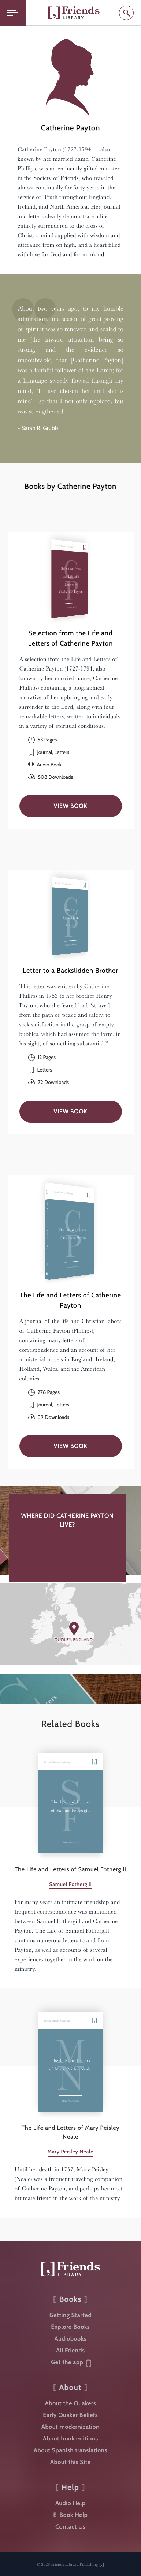 [,] Friends
LIBRARY
Catherine Payton
Catherine Payton (1727-1794 — also
known by her married name, Catherine
Phillips) was an eminently gifted minister
in the Society of Friends, who traveled
almost continually for forty years in the
service of Truth throughout England,
Ireland, and North America. Her journal
and letters clearly demonstrate a life
entirely surrendered to the cross of
Christ, a mind supplied with wisdom and
utterance from on high, and a heart filled
with love for God and for mankind.
About two years ago, to my humble
admiration, in a season of great proving
of spirit it was so renewed and sealed to
me (the inward attraction being so
strong, and the evidence so
undoubtable) that [Catherine Payton]
was a faithful follower of the Lamb; for
a language sweetly flowed through my
mind, 'I have chosen her and she is
mine'—so that I not only rejoiced, but
was strengthened.
- Sarah R. Grubb
Books by Catherine Payton
Selection from the Life and
Letters of Catherine Payton
A selection from the Life and Letters of
Catherine Payton (1727-1794, also
known by her married name, Catherine
Phillips) containing a biographical
narrative of her upbringing and early
surrender to the Lord, along with four
remarkable letters, written to individuals
in a variety of spiritual conditions.
53 Pages
Journal, Letters
Audio Book
508 Downloads
VIEW BOOK
Letter to a Backslidden Brother
This letter was written by Catherine
Phillips in 1755 to her brother Henry
Payton, who she feared had "strayed
from the path of peace and safety, to
seek satisfaction in the grasp of empty
bubbles, which had assumed the form, in
his sight, of something substantial."
12 Pages
Letters
72 Downloads
VIEW BOOK
The Life and Letters of Catherine
Payton
A journal of the life and Christian labors
of Catherine Payton (Phillips),
containing many letters of
correspondence and an account of her
ministerial travels in England, Ireland,
Holland, Wales, and the American
colonies.
278 Pages
Journal, Letters
39 Downloads
VIEW BOOK
WHERE DID CATHERINE PAYTON
LIVE?
DUDLEY, ENGLAND
Related Books
The Life and Letters
of Samuel Fothergill
The Life and Letters of Samuel Fothergill
Samuel Fothergill
For many years an intimate friendship and
frequent correspondence was maintained
between Samuel Fothergill and Catherine
Payton. The Life of Samuel Fothergill
contains numerous letters to and from
Payton, as well as accounts of several
experiences together in the work on the
ministry.
The Life and Letters
of Mary Peisley Neale
The Life and Letters of Mary Peisley
Neale
Mary Peisley Neale
Until her death in 1757, Mary Peisley
(Neale) was a frequent traveling companion
of Catherine Payton, and perhaps her most
intimate friend in the work of the ministry.
[,] Friends
LIBRARY
[ Books ]
Getting Started
Explore Books
Audiobooks
All Friends
Get the app
[ About ]
About the Quakers
Early Quaker Beliefs
About modernization
About book editions
About Spanish translations
About this Site
[ Help ]
Audio Help
E-Book Help
Contact Us
© 2025 Friends Library Publishing [,]